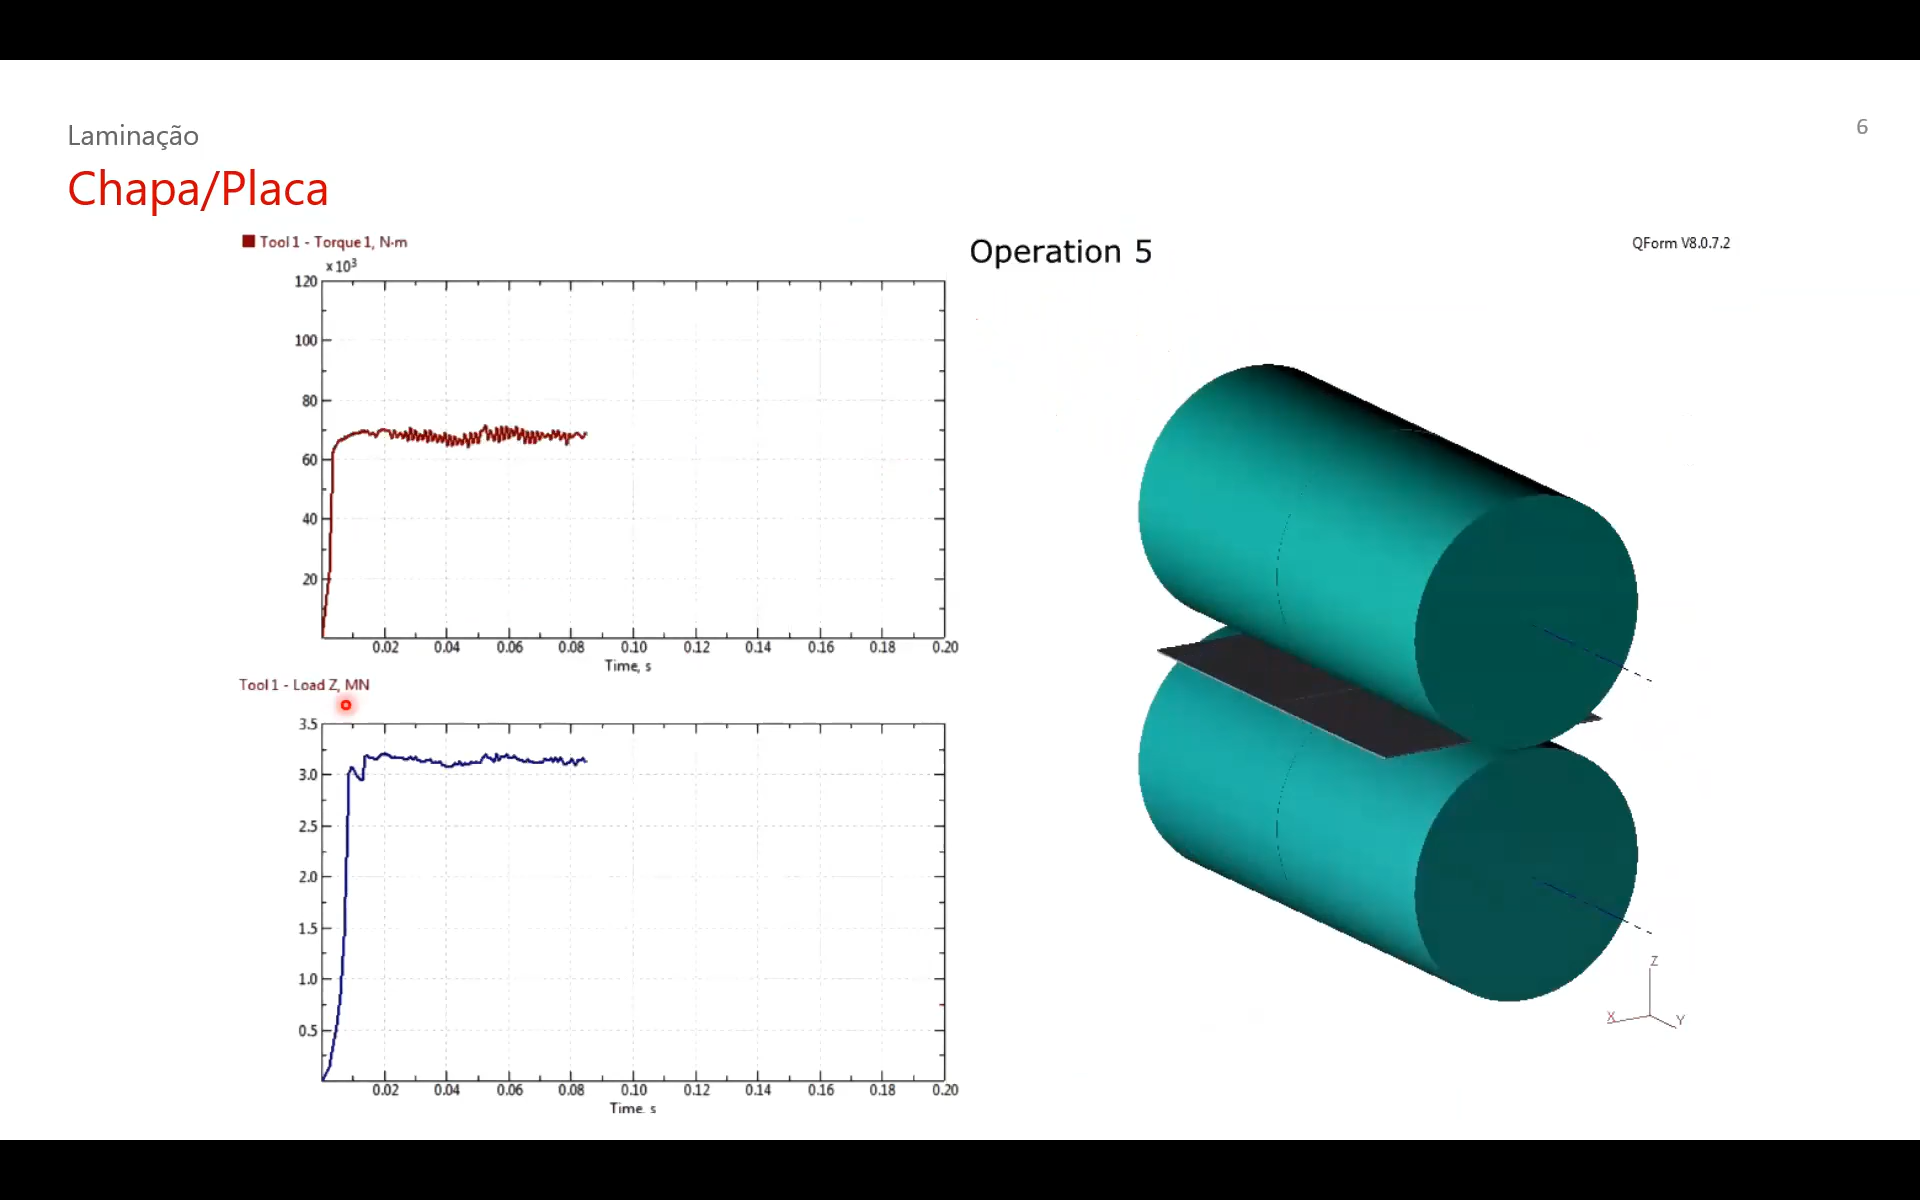 Laminação
6
Chapa/Placa
Tool 1 - Torque 1, N·m
Operation 5
QForm V8.0.7.2
x10³
120
100
80
60
40
20
0.02 0.04 0.06 0.08 0.10 0.12 0.14 0.16 0.18 0.20
Time, s
Tool 1 - Load Z, MN
3.5
3.0
2.5
2.0
1.5
1.0
0.5
0.02 0.04 0.06 0.08 0.10 0.12 0.14 0.16 0.18 0.20
Time, s
Z
X
Y